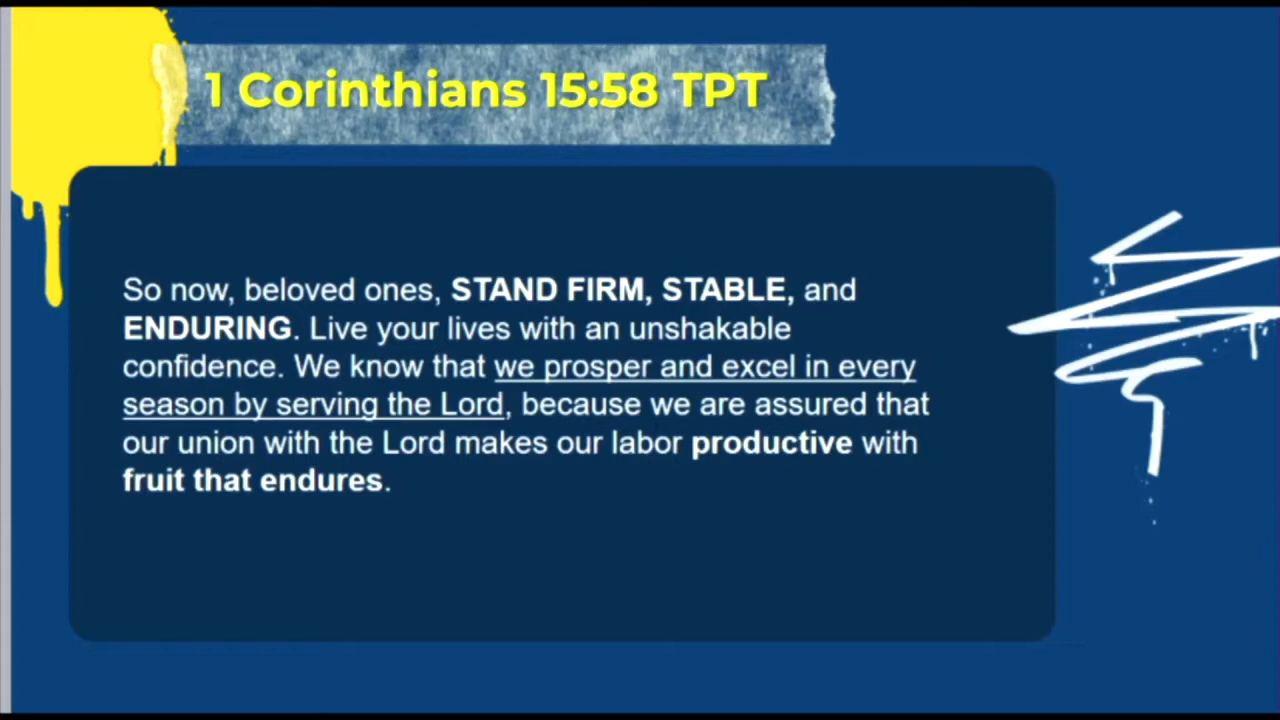 1 Corinthians 15:58 TPT
So now, beloved ones, STAND FIRM, STABLE, and
ENDURING. Live your lives with an unshakable
confidence. We know that we prosper and excel in every
season by serving the Lord, because we are assured that
our union with the Lord makes our labor productive with
fruit that endures.